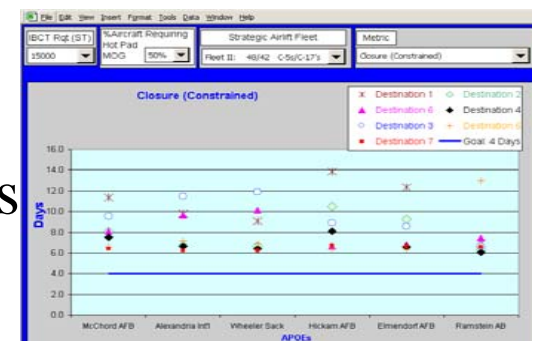 File Edit View Insert Format Tools Data Window Help
IBCT Rqt (ST)
15000
%Aircraft Requiring
Hot Pad
MOG
50%
Strategic Airlift Fleet
Fleet II: 48/42 C-5s/C-17's
Metric
Closure (Constrained)
Closure (Constrained)
Destination 1
Destination 2
Destination 6
Destination 4
Destination 3
Destination
Destination 7
Goal: 4 Days
S
Days
16.0
14.0
12.0
10.0
8.0
6.0
4.0
2.0
0.0
McChord AFB
Alexandria Int'l
Wheeler Sack
Hickam AFB
Elmendorf AFB
Ramstein AB
APOEs